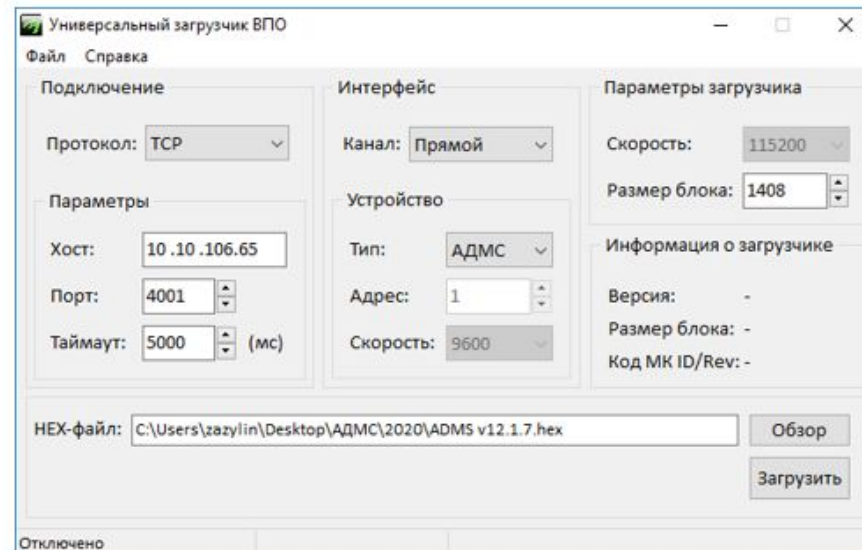 Универсальный загрузчик ВПО
Файл Справка
Подключение
Протокол: TCP
Параметры
Хост: 10 .10 .106.65
Порт: 4001
Таймаут: 5000 (мс)
Интерфейс
Канал: Прямой
Устройство
Тип: АДМС
Адрес: 1
Скорость: 9600
Параметры загрузчика
Скорость: 115200
Размер блока: 1408
Информация о загрузчике
Версия: -
Размер блока: -
Код МК ID/Rev: -
HEX-файл: C:\Users\zazylin\Desktop\АДМС\2020\ADMS v12.1.7.hex
Обзор
Загрузить
Отключено